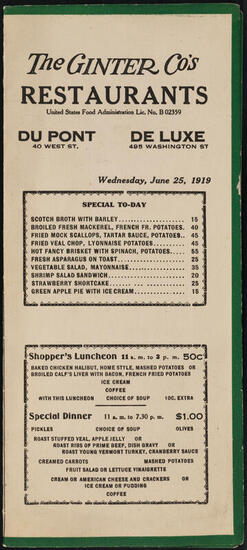 The GINTER Co's
RESTAURANTS
United States Food Administration Lic. No. B 02359
DU PONT DE LUXE
40 WEST ST. 495 WASHINGTON ST
Wednesday, June 25, 1919
SPECIAL TO-DAY
SCOTCH BROTH WITH BARLEY 15
BROILED FRESH MACKEREL, FRENCH FR. POTATOES. 40
FRIED MOCK SCALLOPS, TARTAR SAUCE, POTATOES.. 45
FRIED VEAL CHOP, LYONNAISE POTATOES 45
HOT FANCY BRISKET WITH SPINACH, POTATOES 55
FRESH ASPARAGUS ON TOAST 25
VEGETABLE SALAD, MAYONNAISE 35
SHRIMP SALAD SANDWICH 20
STRAWBERRY SHORTCAKE 25
GREEN APPLE PIE WITH ICE CREAM 15
Shopper's Luncheon 11 a. m. to 3 p. m. 50c
BAKED CHICKEN HALIBUT, HOME STYLE, MASHED POTATOES OR
BROILED CALF'S LIVER WITH BACON, FRENCH FRIED POTATOES
ICE CREAM
COFFEE
WITH THIS LUNCHEON CHOICE OF SOUP 10C. EXTRA
Special Dinner 11 a. m. to 7.30 p. m. $1.00
PICKLES CHOICE OF SOUP OLIVES
ROAST STUFFED VEAL, APPLE JELLY OR
ROAST RIBS OF PRIME BEEF, DISH GRAVY OR
ROAST YOUNG VERMONT TURKEY, CRANBERRY SAUCE
CREAMED CARROTS MASHED POTATOES
FRUIT SALAD OR LETTUCE VINAIGRETTE
CREAM OR AMERICAN CHEESE AND CRACKERS OR
ICE CREAM OR PUDDING
COFFEE